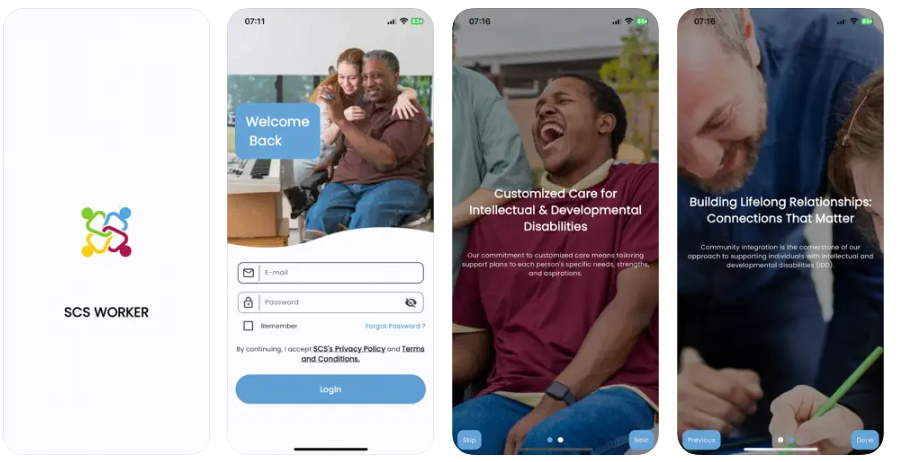 SCS WORKER
07:11
Welcome
Back
E-mail
Password
Remember
Forgot Password ?
By continuing, I accept SCS's Privacy Policy and Terms
and Conditions.
Login
07:16
Customized Care for
Intellectual & Developmental
Disabilities
Our commitment to customized care means tailoring
support plans to each person's specific needs, strengths,
and aspirations.
Skip
Next
07:16
Building Lifelong Relationships:
Connections That Matter
Community integration is the cornerstone of our
approach to supporting individuals with intellectual and
developmental disabilities (IDD).
Previous
Done